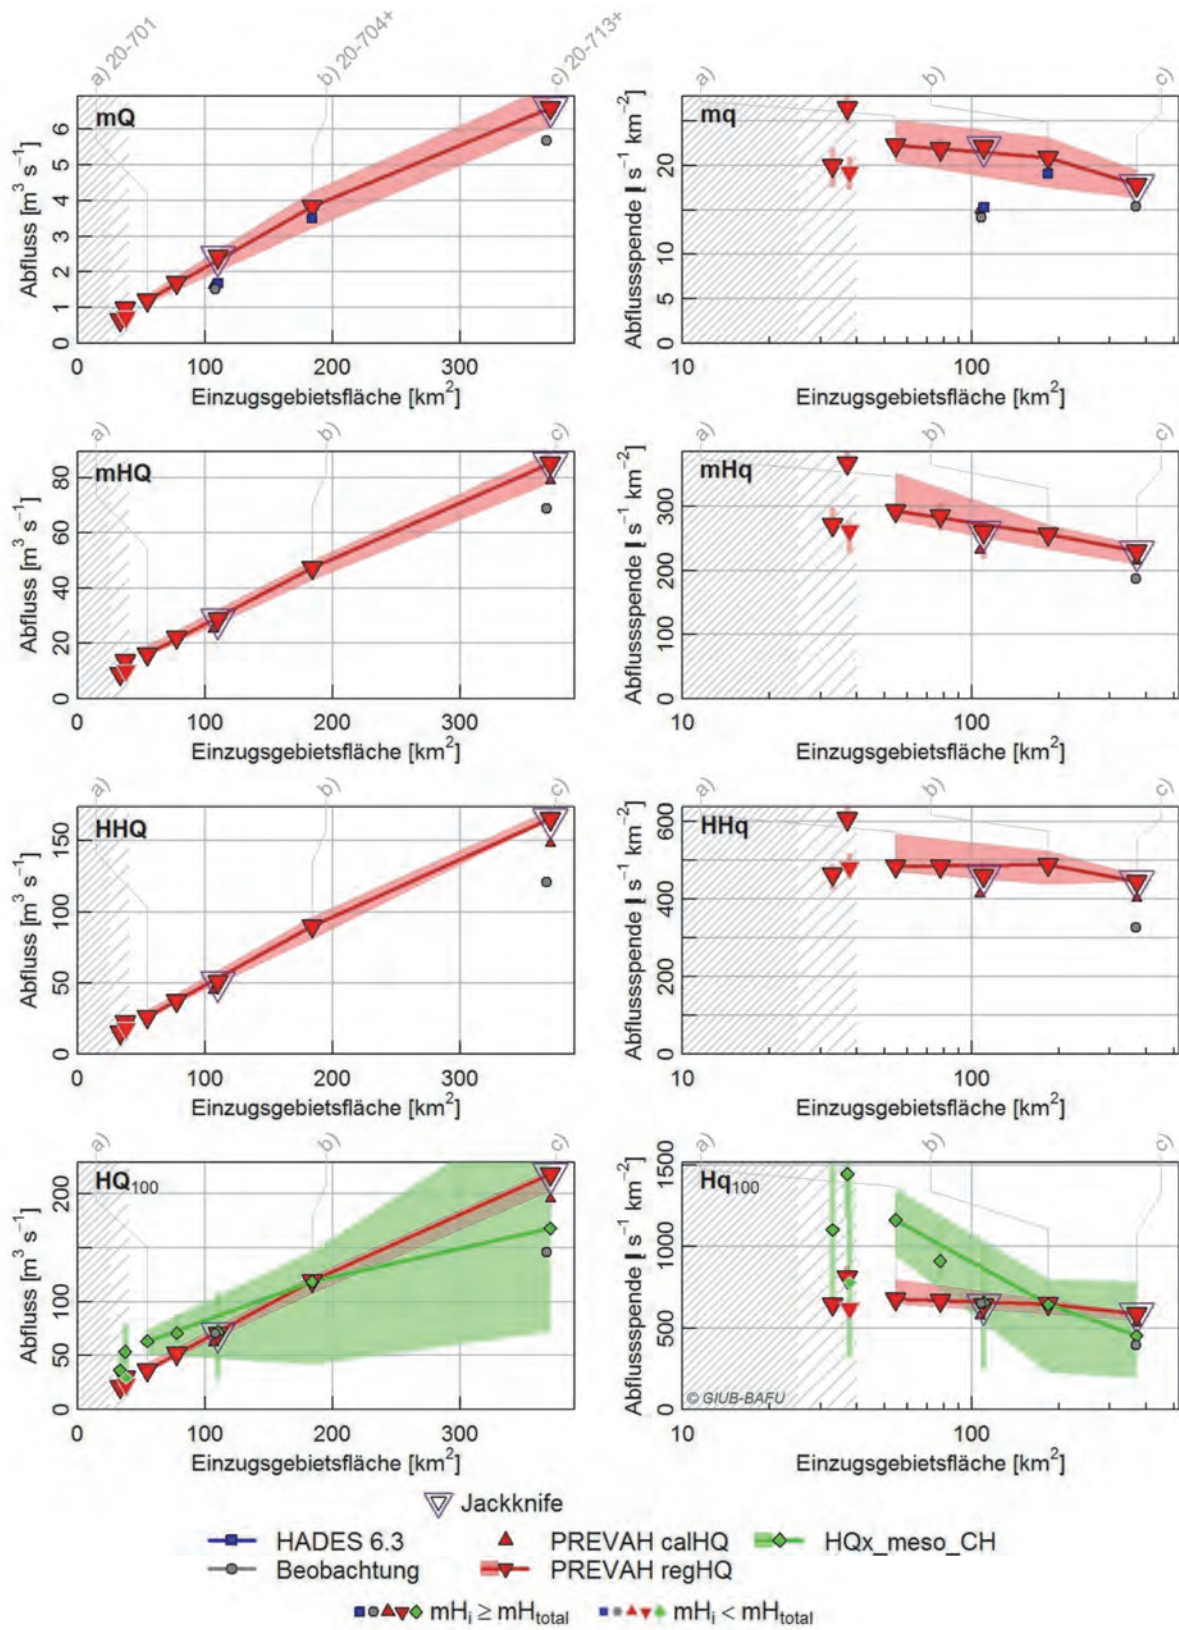 a) 20-701
b) 20-704+
c) 20-713+
mQ
Abfluss [m³ s⁻¹]
0 1 2 3 4 5 6
0 100 200 300
Einzugsgebietsfläche [km²]
a) b) c)
mq
Abflussspende [l s⁻¹ km⁻²]
0 5 10 20
10 100
Einzugsgebietsfläche [km²]
a) b) c)
mHQ
Abfluss [m³ s⁻¹]
0 20 40 60 80
0 100 200 300
Einzugsgebietsfläche [km²]
a) b) c)
mHq
Abflussspende [l s⁻¹ km⁻²]
0 100 200 300
10 100
Einzugsgebietsfläche [km²]
a) b) c)
HHQ
Abfluss [m³ s⁻¹]
0 50 100 150
0 100 200 300
Einzugsgebietsfläche [km²]
a) b) c)
HHq
Abflussspende [l s⁻¹ km⁻²]
0 200 400 600
10 100
Einzugsgebietsfläche [km²]
a) b) c)
HQ₁₀₀
Abfluss [m³ s⁻¹]
0 50 100 200
0 100 200 300
Einzugsgebietsfläche [km²]
a) b) c)
Hq₁₀₀
Abflussspende [l s⁻¹ km⁻²]
0 500 1000 1500
© GIUB-BAFU
10 100
Einzugsgebietsfläche [km²]
Jackknife
HADES 6.3 PREVAH calHQ HQx_meso_CH
Beobachtung PREVAH regHQ
mHᵢ ≥ mH_total mHᵢ < mH_total